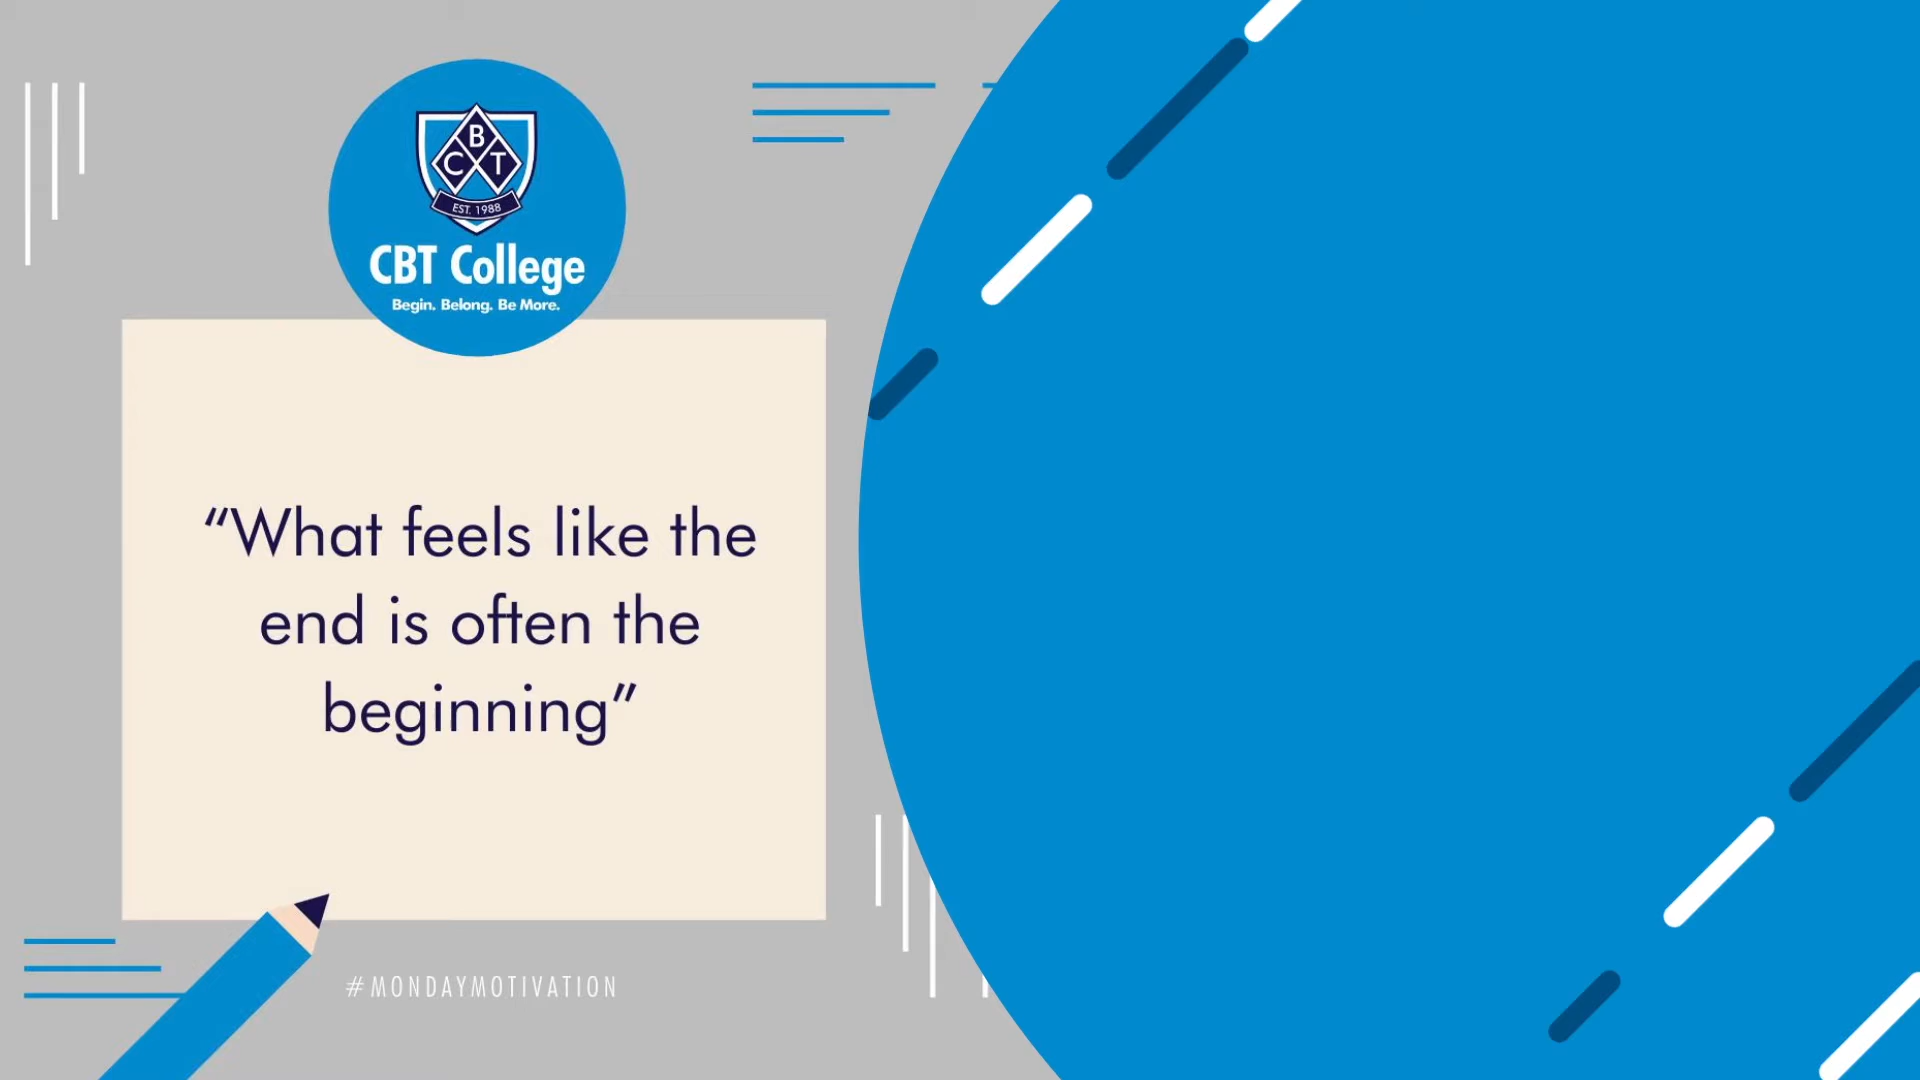 B
C T
EST. 1988
CBT College
Begin. Belong. Be More.
“What feels like the
end is often the
beginning”
#MONDAYMOTIVATION